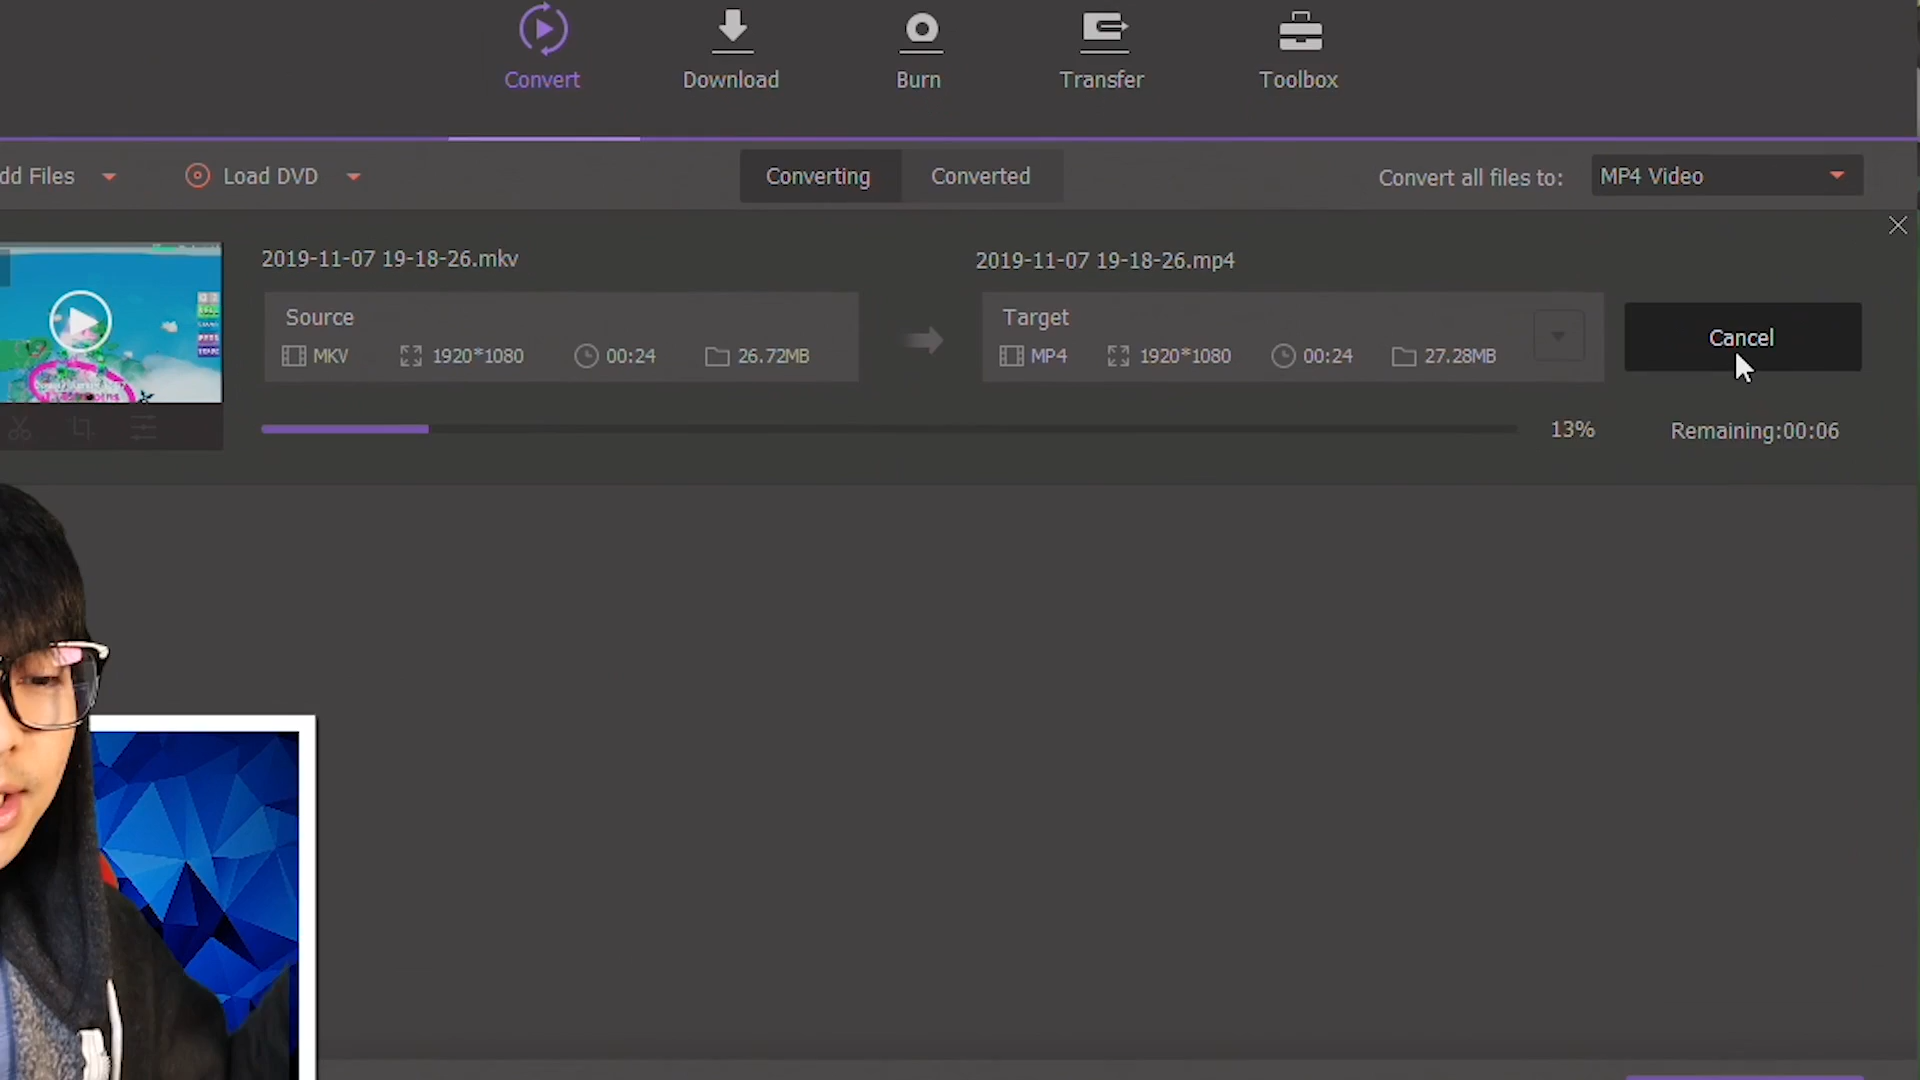 Convert Download Burn Transfer Toolbox
dd Files Load DVD Converting Converted Convert all files to: MP4 Video
2019-11-07 19-18-26.mkv 2019-11-07 19-18-26.mp4
Source Target
MKV 1920*1080 00:24 26.72MB MP4 1920*1080 00:24 27.28MB
Cancel
13% Remaining:00:06